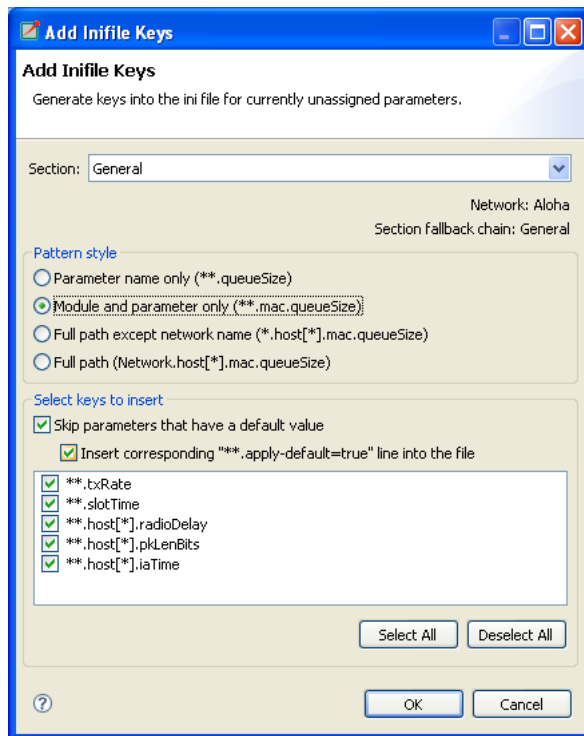 Add Inifile Keys
Add Inifile Keys
Generate keys into the ini file for currently unassigned parameters.
Section: General
Network: Aloha
Section fallback chain: General
Pattern style
Parameter name only (**.queueSize)
Module and parameter only (**.mac.queueSize)
Full path except network name (*.host[*].mac.queueSize)
Full path (Network.host[*].mac.queueSize)
Select keys to insert
Skip parameters that have a default value
Insert corresponding "**.apply-default=true" line into the file
**.txRate
**.slotTime
**.host[*].radioDelay
**.host[*].pkLenBits
**.host[*].iaTime
Select All Deselect All
? OK Cancel